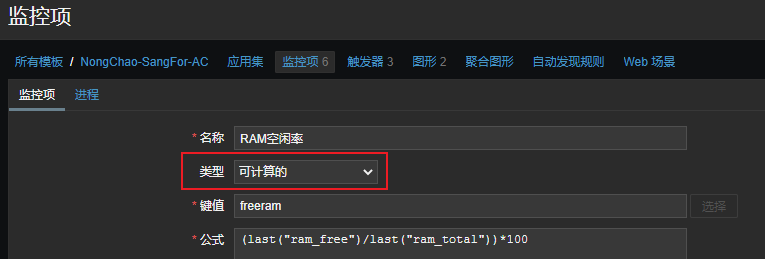 监控项
所有模板 / NongChao-SangFor-AC 应用集 监控项 6 触发器 3 图形 2 聚合图形 自动发现规则 Web 场景
监控项 进程
* 名称 RAM空闲率
类型 可计算的
* 键值 freeram 选择
* 公式 (last("ram_free")/last("ram_total"))*100